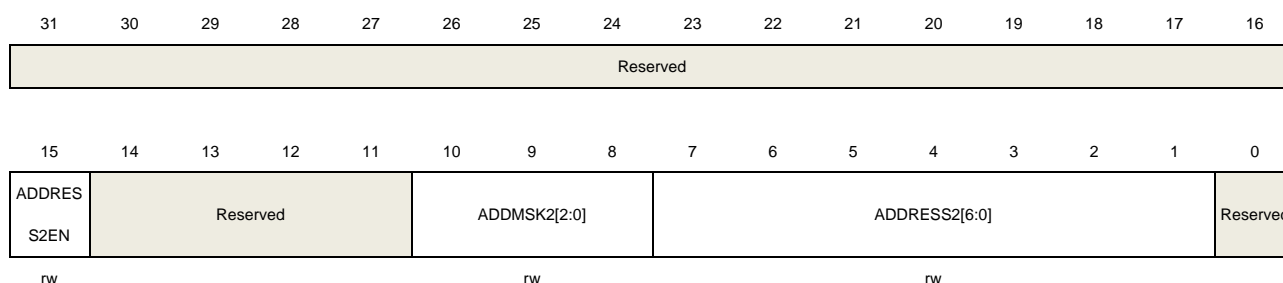 31 30 29 28 27 26 25 24 23 22 21 20 19 18 17 16
Reserved
15 14 13 12 11 10 9 8 7 6 5 4 3 2 1 0
ADDRES
S2EN
Reserved
ADDMSK2[2:0]
ADDRESS2[6:0]
Reserved
rw rw rw